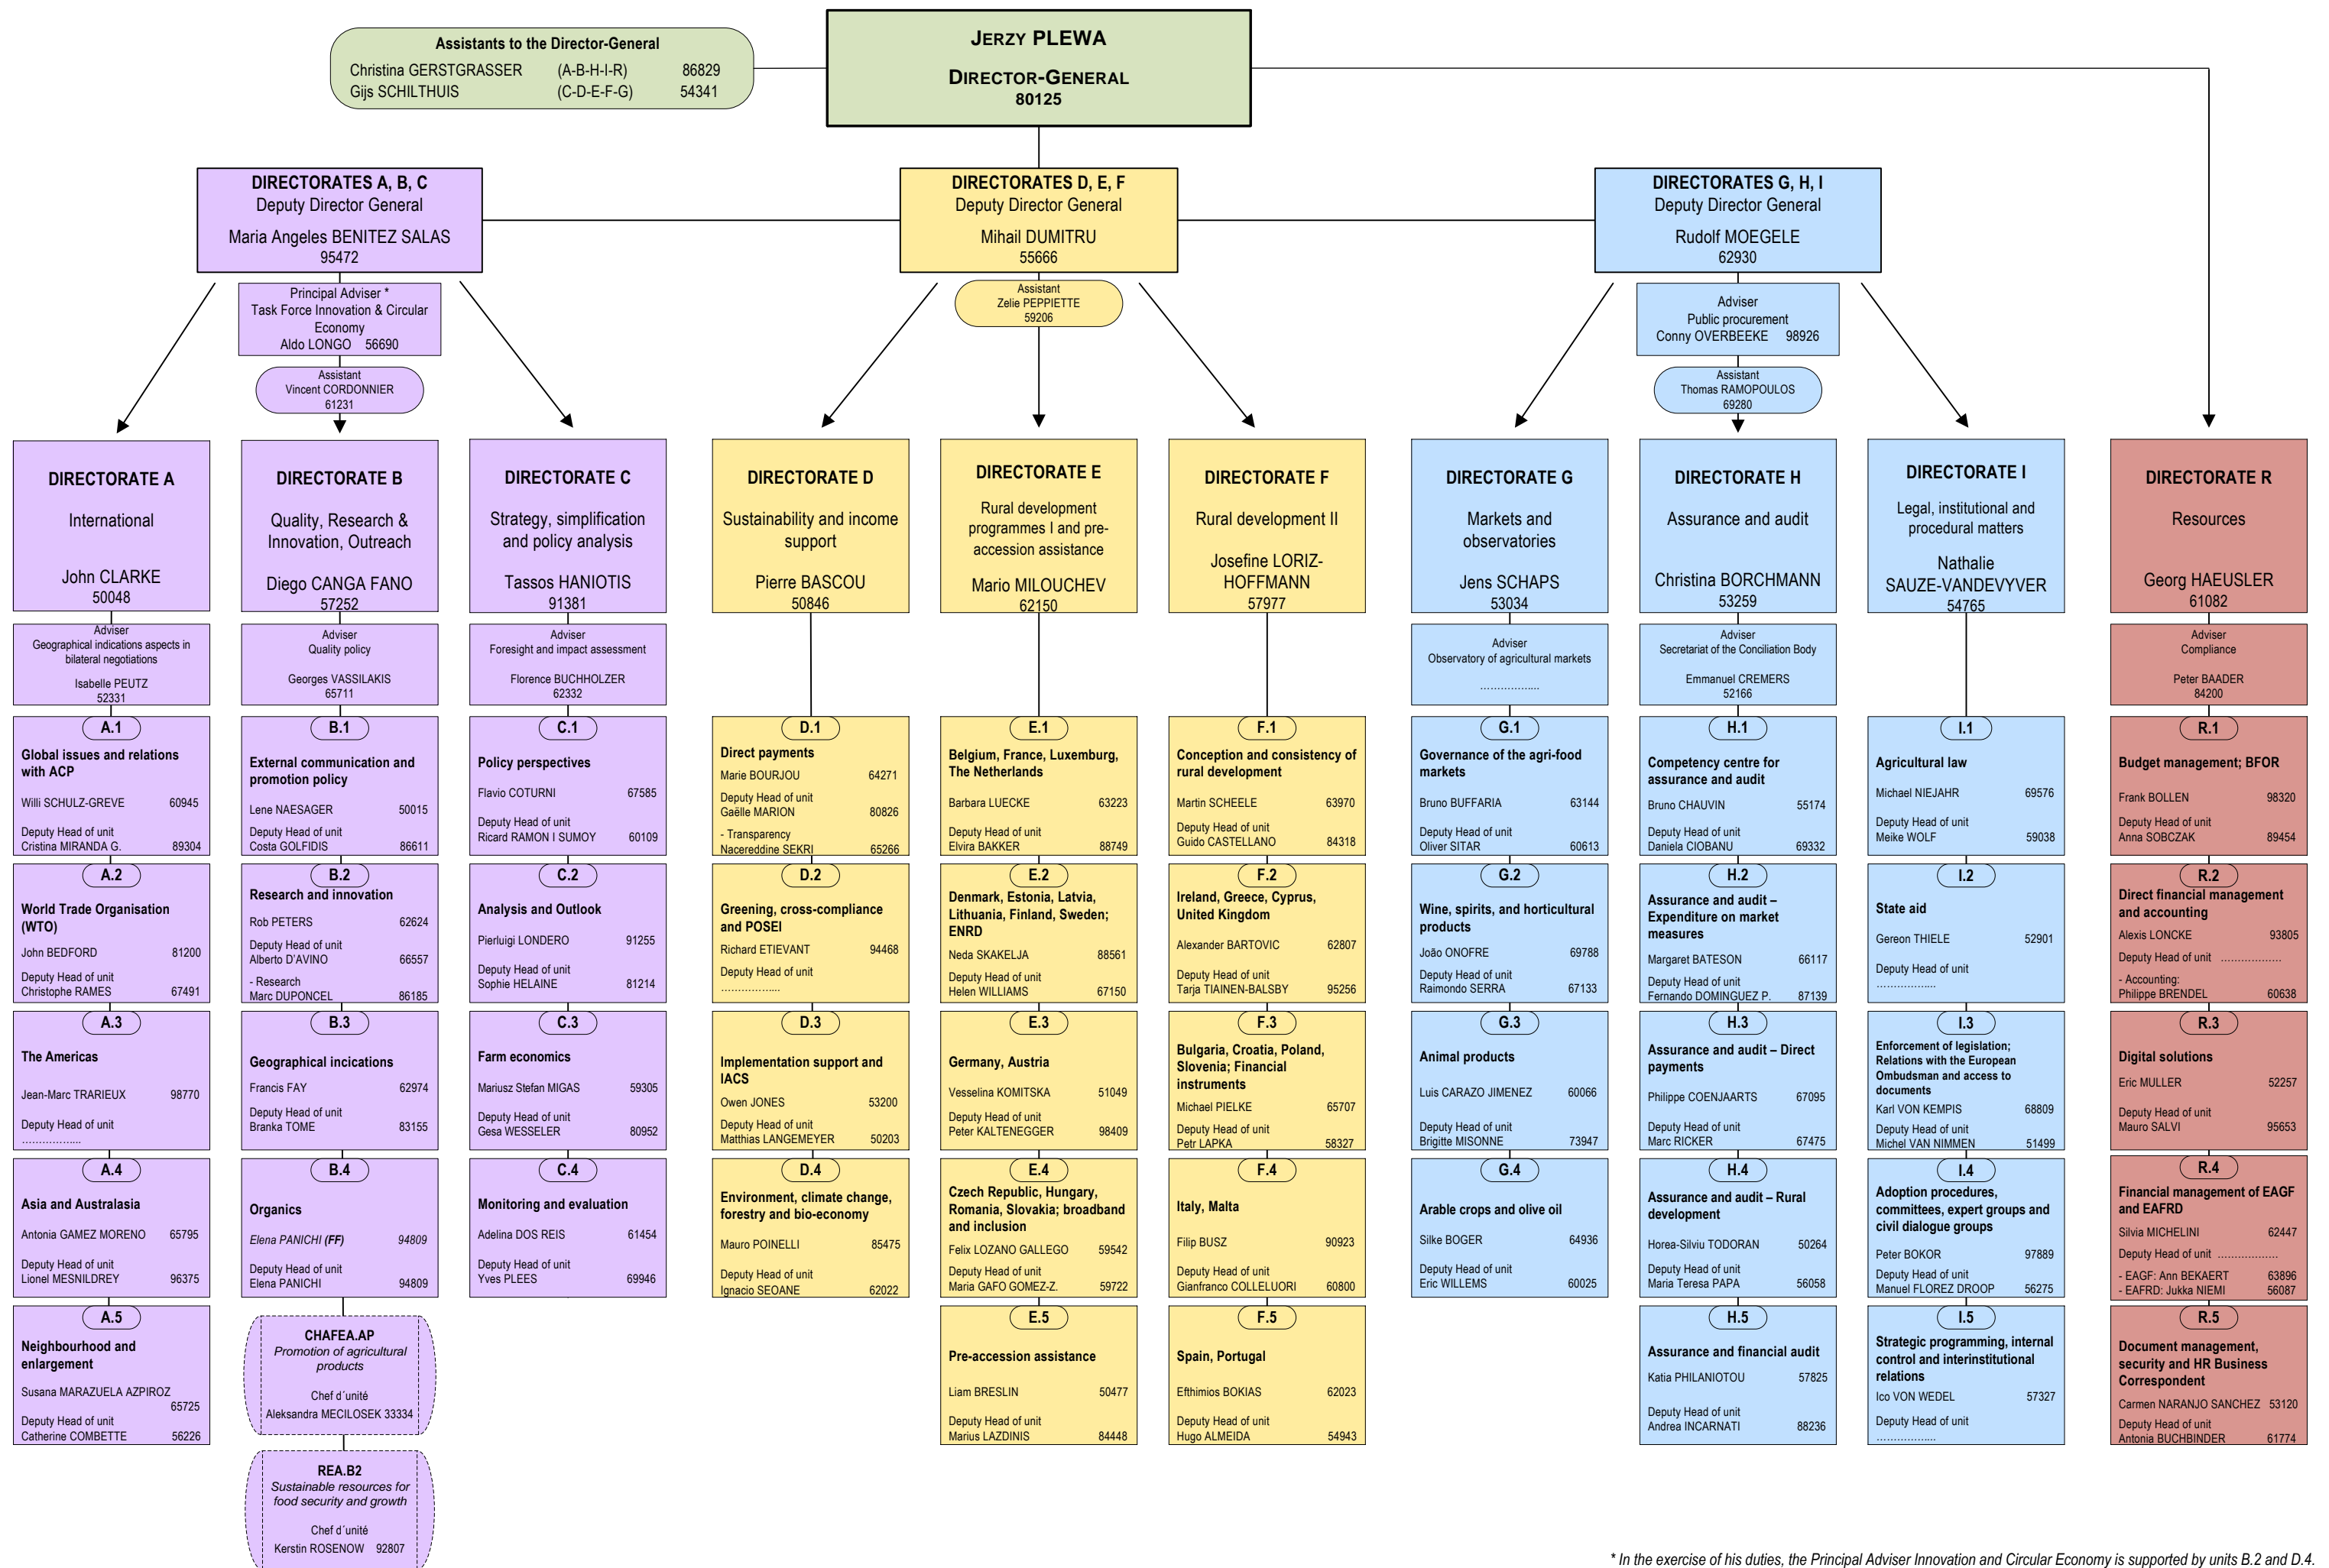 JERZY PLEWA
DIRECTOR-GENERAL
80125
Assistants to the Director-General
Christina GERSTGRASSER (A-B-H-I-R) 86829
Gijs SCHILTHUIS (C-D-E-F-G) 54341
DIRECTORATES A, B, C
Deputy Director General
Maria Angeles BENITEZ SALAS
95472
Principal Adviser *
Task Force Innovation & Circular
Economy
Aldo LONGO 56690
Assistant
Vincent CORDONNIER
61231
DIRECTORATES D, E, F
Deputy Director General
Mihail DUMITRU
55666
Assistant
Zelie PEPPIETTE
59206
DIRECTORATES G, H, I
Deputy Director General
Rudolf MOEGELE
62930
Adviser
Public procurement
Conny OVERBEEKE 98926
Assistant
Thomas RAMOPOULOS
69280
DIRECTORATE A
International
John CLARKE
50048
Adviser
Geographical indications aspects in
bilateral negotiations
Isabelle PEUTZ
52331
A.1
Global issues and relations
with ACP
Willi SCHULZ-GREVE 60945
Deputy Head of unit
Cristina MIRANDA G. 89304
A.2
World Trade Organisation
(WTO)
John BEDFORD 81200
Deputy Head of unit
Christophe RAMES 67491
A.3
The Americas
Jean-Marc TRARIEUX 98770
Deputy Head of unit
………………...
A.4
Asia and Australasia
Antonia GAMEZ MORENO 65795
Deputy Head of unit
Lionel MESNILDREY 96375
A.5
Neighbourhood and
enlargement
Susana MARAZUELA AZPIROZ
65725
Deputy Head of unit
Catherine COMBETTE 56226
DIRECTORATE B
Quality, Research &
Innovation, Outreach
Diego CANGA FANO
57252
Adviser
Quality policy
Georges VASSILAKIS
65711
B.1
External communication and
promotion policy
Lene NAESAGER 50015
Deputy Head of unit
Costa GOLFIDIS 86611
B.2
Research and innovation
Rob PETERS 62624
Deputy Head of unit
Alberto D'AVINO 66557
- Research
Marc DUPONCEL 86185
B.3
Geographical incications
Francis FAY 62974
Deputy Head of unit
Branka TOME 83155
B.4
Organics
Elena PANICHI (FF) 94809
Deputy Head of unit
Elena PANICHI 94809
CHAFEA.AP
Promotion of agricultural
products
Chef d´unité
Aleksandra MECILOSEK 33334
REA.B2
Sustainable resources for
food security and growth
Chef d´unité
Kerstin ROSENOW 92807
DIRECTORATE C
Strategy, simplification
and policy analysis
Tassos HANIOTIS
91381
Adviser
Foresight and impact assessment
Florence BUCHHOLZER
62332
C.1
Policy perspectives
Flavio COTURNI 67585
Deputy Head of unit
Ricard RAMON I SUMOY 60109
C.2
Analysis and Outlook
Pierluigi LONDERO 91255
Deputy Head of unit
Sophie HELAINE 81214
C.3
Farm economics
Mariusz Stefan MIGAS 59305
Deputy Head of unit
Gesa WESSELER 80952
C.4
Monitoring and evaluation
Adelina DOS REIS 61454
Deputy Head of unit
Yves PLEES 69946
DIRECTORATE D
Sustainability and income
support
Pierre BASCOU
50846
D.1
Direct payments
Marie BOURJOU 64271
Deputy Head of unit
Gaëlle MARION 80826
- Transparency
Nacereddine SEKRI 65266
D.2
Greening, cross-compliance
and POSEI
Richard ETIEVANT 94468
Deputy Head of unit
………………...
D.3
Implementation support and
IACS
Owen JONES 53200
Deputy Head of unit
Matthias LANGEMEYER 50203
D.4
Environment, climate change,
forestry and bio-economy
Mauro POINELLI 85475
Deputy Head of unit
Ignacio SEOANE 62022
DIRECTORATE E
Rural development
programmes I and pre-
accession assistance
Mario MILOUCHEV
62150
E.1
Belgium, France, Luxemburg,
The Netherlands
Barbara LUECKE 63223
Deputy Head of unit
Elvira BAKKER 88749
E.2
Denmark, Estonia, Latvia,
Lithuania, Finland, Sweden;
ENRD
Neda SKAKELJA 88561
Deputy Head of unit
Helen WILLIAMS 67150
E.3
Germany, Austria
Vesselina KOMITSKA 51049
Deputy Head of unit
Peter KALTENEGGER 98409
E.4
Czech Republic, Hungary,
Romania, Slovakia; broadband
and inclusion
Felix LOZANO GALLEGO 59542
Deputy Head of unit
Maria GAFO GOMEZ-Z. 59722
E.5
Pre-accession assistance
Liam BRESLIN 50477
Deputy Head of unit
Marius LAZDINIS 84448
DIRECTORATE F
Rural development II
Josefine LORIZ-
HOFFMANN
57977
F.1
Conception and consistency of
rural development
Martin SCHEELE 63970
Deputy Head of unit
Guido CASTELLANO 84318
F.2
Ireland, Greece, Cyprus,
United Kingdom
Alexander BARTOVIC 62807
Deputy Head of unit
Tarja TIAINEN-BALSBY 95256
F.3
Bulgaria, Croatia, Poland,
Slovenia; Financial
instruments
Michael PIELKE 65707
Deputy Head of unit
Petr LAPKA 58327
F.4
Italy, Malta
Filip BUSZ 90923
Deputy Head of unit
Gianfranco COLLELUORI 60800
F.5
Spain, Portugal
Efthimios BOKIAS 62023
Deputy Head of unit
Hugo ALMEIDA 54943
DIRECTORATE G
Markets and
observatories
Jens SCHAPS
53034
Adviser
Observatory of agricultural markets
………………...
G.1
Governance of the agri-food
markets
Bruno BUFFARIA 63144
Deputy Head of unit
Oliver SITAR 60613
G.2
Wine, spirits, and horticultural
products
João ONOFRE 69788
Deputy Head of unit
Raimondo SERRA 67133
G.3
Animal products
Luis CARAZO JIMENEZ 60066
Deputy Head of unit
Brigitte MISONNE 73947
G.4
Arable crops and olive oil
Silke BOGER 64936
Deputy Head of unit
Eric WILLEMS 60025
DIRECTORATE H
Assurance and audit
Christina BORCHMANN
53259
Adviser
Secretariat of the Conciliation Body
Emmanuel CREMERS
52166
H.1
Competency centre for
assurance and audit
Bruno CHAUVIN 55174
Deputy Head of unit
Daniela CIOBANU 69332
H.2
Assurance and audit –
Expenditure on market
measures
Margaret BATESON 66117
Deputy Head of unit
Fernando DOMINGUEZ P. 87139
H.3
Assurance and audit – Direct
payments
Philippe COENJAARTS 67095
Deputy Head of unit
Marc RICKER 67475
H.4
Assurance and audit – Rural
development
Horea-Silviu TODORAN 50264
Deputy Head of unit
Maria Teresa PAPA 56058
H.5
Assurance and financial audit
Katia PHILANIOTOU 57825
Deputy Head of unit
Andrea INCARNATI 88236
DIRECTORATE I
Legal, institutional and
procedural matters
Nathalie
SAUZE-VANDEVYVER
54765
I.1
Agricultural law
Michael NIEJAHR 69576
Deputy Head of unit
Meike WOLF 59038
I.2
State aid
Gereon THIELE 52901
Deputy Head of unit
………………...
I.3
Enforcement of legislation;
Relations with the European
Ombudsman and access to
documents
Karl VON KEMPIS 68809
Deputy Head of unit
Michel VAN NIMMEN 51499
I.4
Adoption procedures,
committees, expert groups and
civil dialogue groups
Peter BOKOR 97889
Deputy Head of unit
Manuel FLOREZ DROOP 56275
I.5
Strategic programming, internal
control and interinstitutional
relations
Ico VON WEDEL 57327
Deputy Head of unit
………………...
DIRECTORATE R
Resources
Georg HAEUSLER
61082
Adviser
Compliance
Peter BAADER
84200
R.1
Budget management; BFOR
Frank BOLLEN 98320
Deputy Head of unit
Anna SOBCZAK 89454
R.2
Direct financial management
and accounting
Alexis LONCKE 93805
Deputy Head of unit ………………
- Accounting:
Philippe BRENDEL 60638
R.3
Digital solutions
Eric MULLER 52257
Deputy Head of unit
Mauro SALVI 95653
R.4
Financial management of EAGF
and EAFRD
Silvia MICHELINI 62447
Deputy Head of unit ………………
- EAGF: Ann BEKAERT 63896
- EAFRD: Jukka NIEMI 56087
R.5
Document management,
security and HR Business
Correspondent
Carmen NARANJO SANCHEZ 53120
Deputy Head of unit
Antonia BUCHBINDER 61774
* In the exercise of his duties, the Principal Adviser Innovation and Circular Economy is supported by units B.2 and D.4.